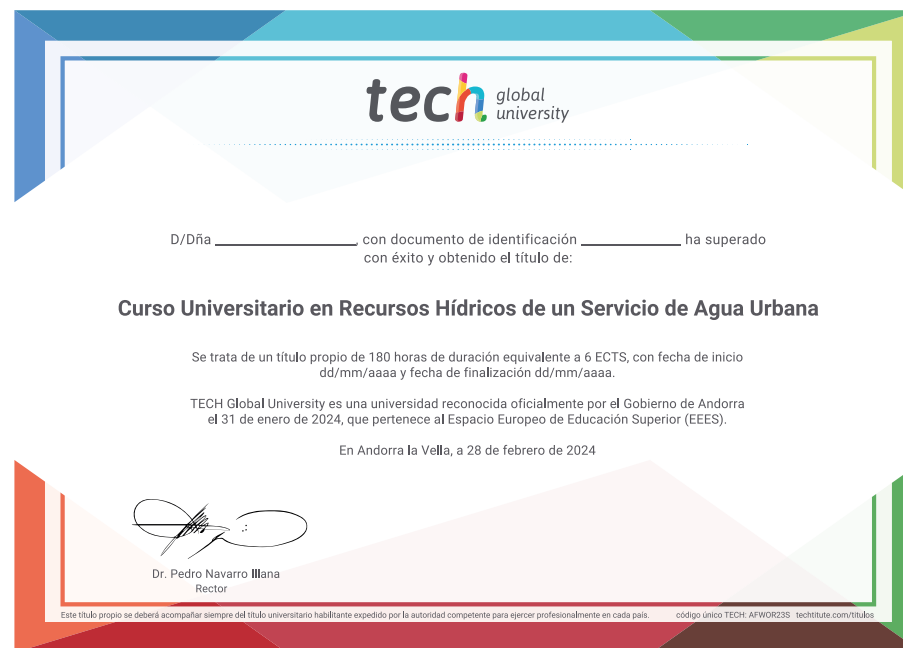 tech global university
D/Dña ____________________, con documento de identificación ______________ ha superado
con éxito y obtenido el título de:
Curso Universitario en Recursos Hídricos de un Servicio de Agua Urbana
Se trata de un título propio de 180 horas de duración equivalente a 6 ECTS, con fecha de inicio
dd/mm/aaaa y fecha de finalización dd/mm/aaaa.
TECH Global University es una universidad reconocida oficialmente por el Gobierno de Andorra
el 31 de enero de 2024, que pertenece al Espacio Europeo de Educación Superior (EEES).
En Andorra la Vella, a 28 de febrero de 2024
Dr. Pedro Navarro Illana
Rector
Este título propio se deberá acompañar siempre del título universitario habilitante expedido por la autoridad competente para ejercer profesionalmente en cada país. código único TECH: AFWOR23S techtitute.com/titulos